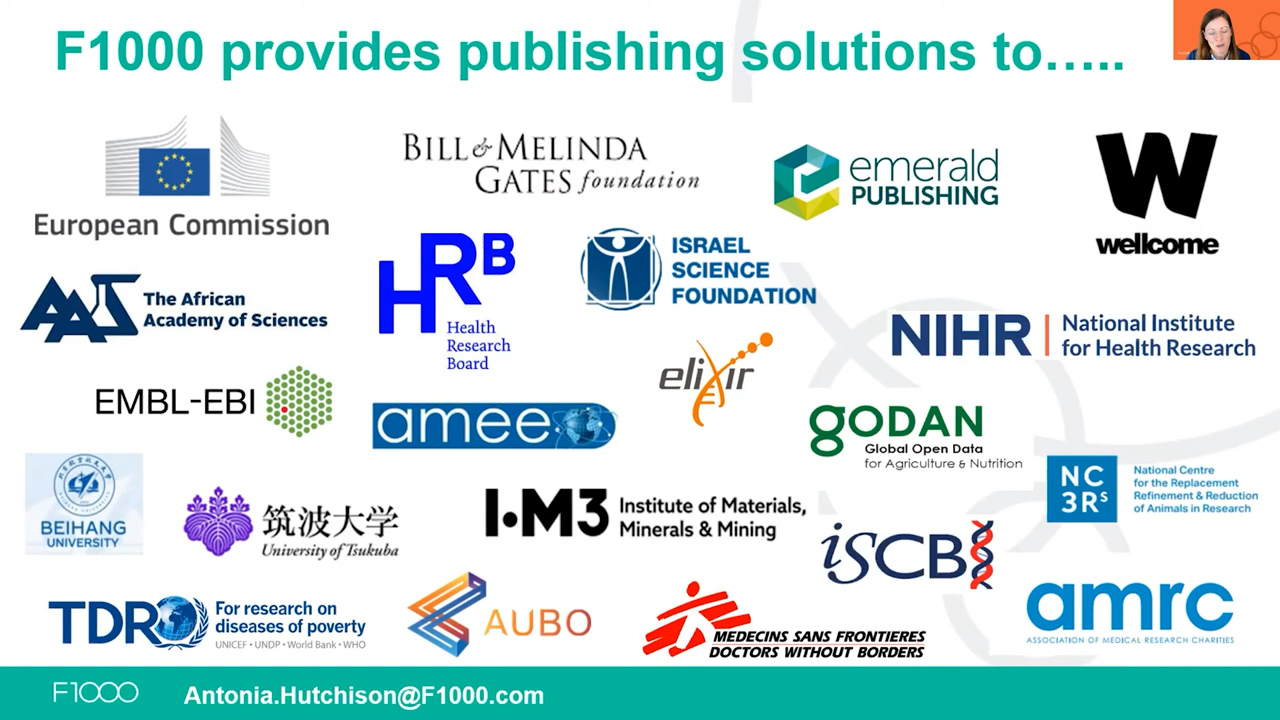 F1000 provides publishing solutions to.....
European Commission
BILL & MELINDA
GATES foundation
emerald
PUBLISHING
W
wellcome
AAS
The African
Academy of Sciences
HRB
Health
Research
Board
ISRAEL
SCIENCE
FOUNDATION
NIHR
National Institute
for Health Research
EMBL-EBI
amee
elixir
GODAN
Global Open Data
for Agriculture & Nutrition
BEIHANG
UNIVERSITY
筑波大学
University of Tsukuba
I•M3
Institute of Materials,
Minerals & Mining
iSCB
NC
3Rs
National Centre
for the Replacement
Refinement & Reduction
of Animals in Research
TDR
For research on
diseases of poverty
UNICEF • UNDP • World Bank • WHO
AUBO
MEDECINS SANS FRONTIERES
DOCTORS WITHOUT BORDERS
amrc
ASSOCIATION OF MEDICAL RESEARCH CHARITIES
F1000
Antonia.Hutchison@F1000.com